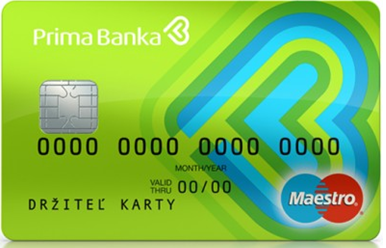 Prima Banka
0000 0000 0000 0000
MONTH/YEAR
VALID THRU 00/00
DRŽITEĽ KARTY
Maestro